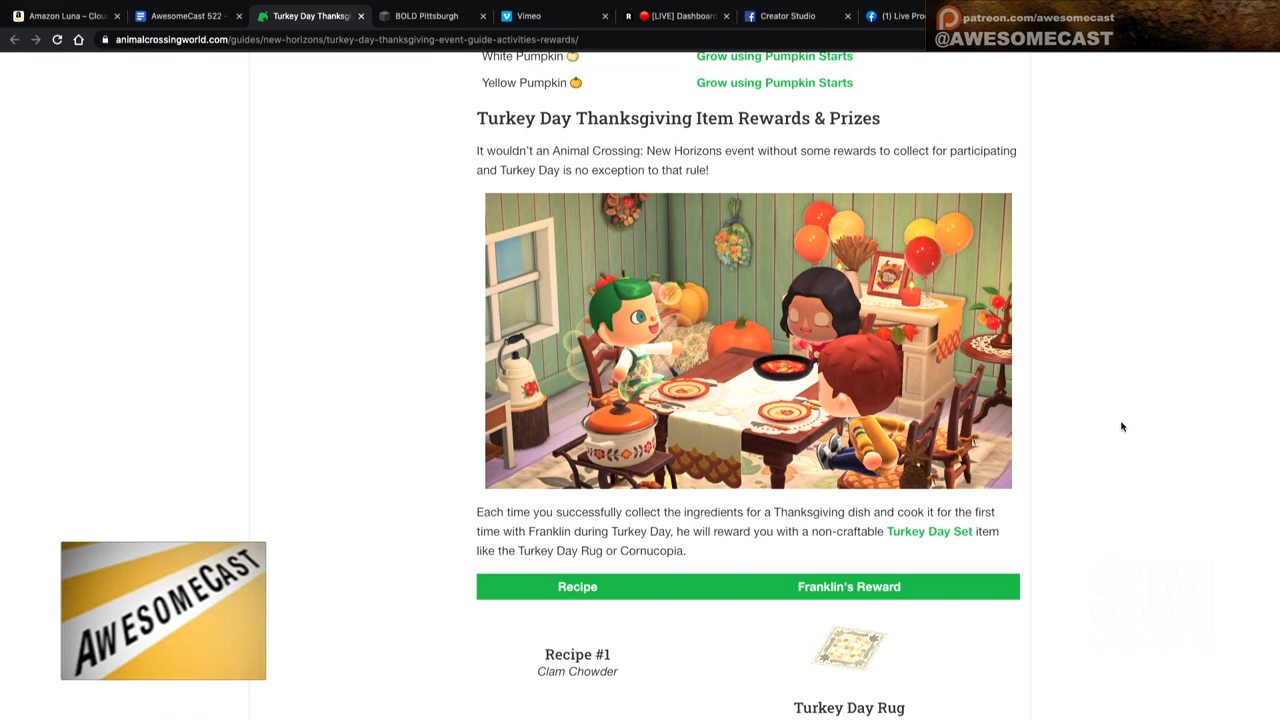 Amazon Luna – Clou
AwesomeCast 522 -
Turkey Day Thanksgi
BOLD Pittsburgh
Vimeo
[LIVE] Dashboard
Creator Studio
(1) Live Pro
patreon.com/awesomecast
@AWESOMECAST
animalcrossingworld.com/guides/new-horizons/turkey-day-thanksgiving-event-guide-activities-rewards/
White Pumpkin Grow using Pumpkin Starts
Yellow Pumpkin Grow using Pumpkin Starts
Turkey Day Thanksgiving Item Rewards & Prizes
It wouldn't an Animal Crossing: New Horizons event without some rewards to collect for participating
and Turkey Day is no exception to that rule!
Each time you successfully collect the ingredients for a Thanksgiving dish and cook it for the first
time with Franklin during Turkey Day, he will reward you with a non-craftable Turkey Day Set item
like the Turkey Day Rug or Cornucopia.
Recipe Franklin's Reward
Recipe #1
Clam Chowder
Turkey Day Rug
AWESOMECAST
SM